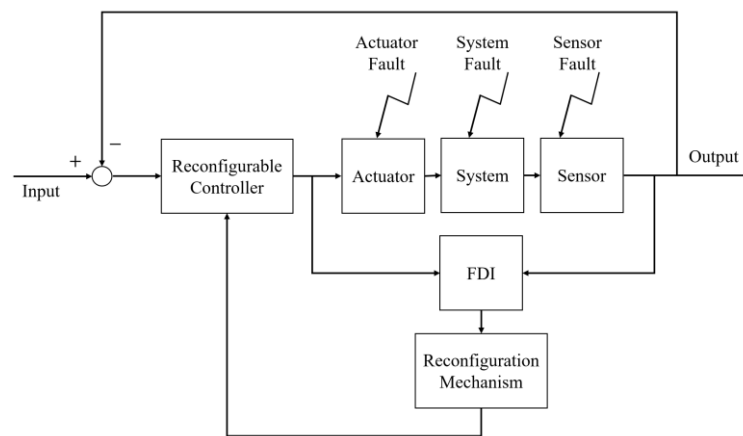 Actuator
Fault
System
Fault
Sensor
Fault
+
−
Input
Reconfigurable
Controller
Actuator
System
Sensor
Output
FDI
Reconfiguration
Mechanism